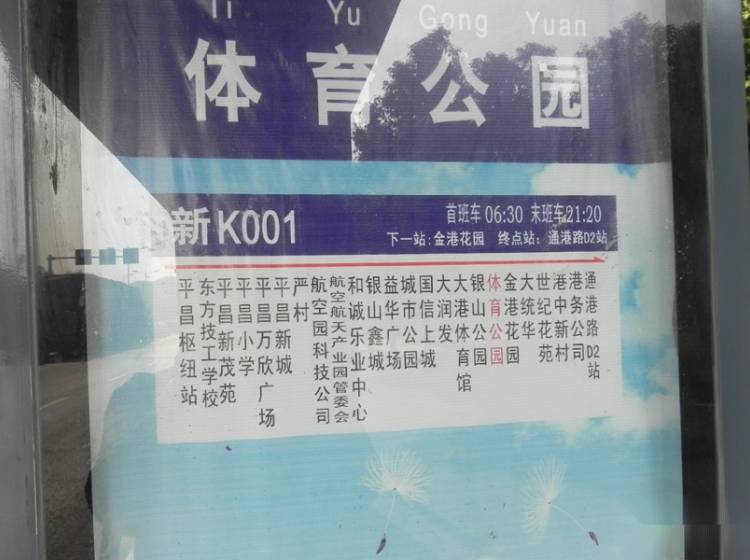 Ti Yu Gong Yuan
体育公园
新K001
首班车06:30 末班车21:20
下一站:金港花园 终点站:通港路D2站
平昌枢纽站
东方技工学校
平昌新茂苑
平昌小学
平昌万欣广场
平昌新城
严村
航空园科技公司
航空航天产业园管委会
和诚乐业中心
银山鑫城
益华广场
城市公园
国信上城
大润发
大港体育馆
银山公园
体育公园
金港花园
大统华
世纪花苑
港中新村
港务公司
通港路D2站